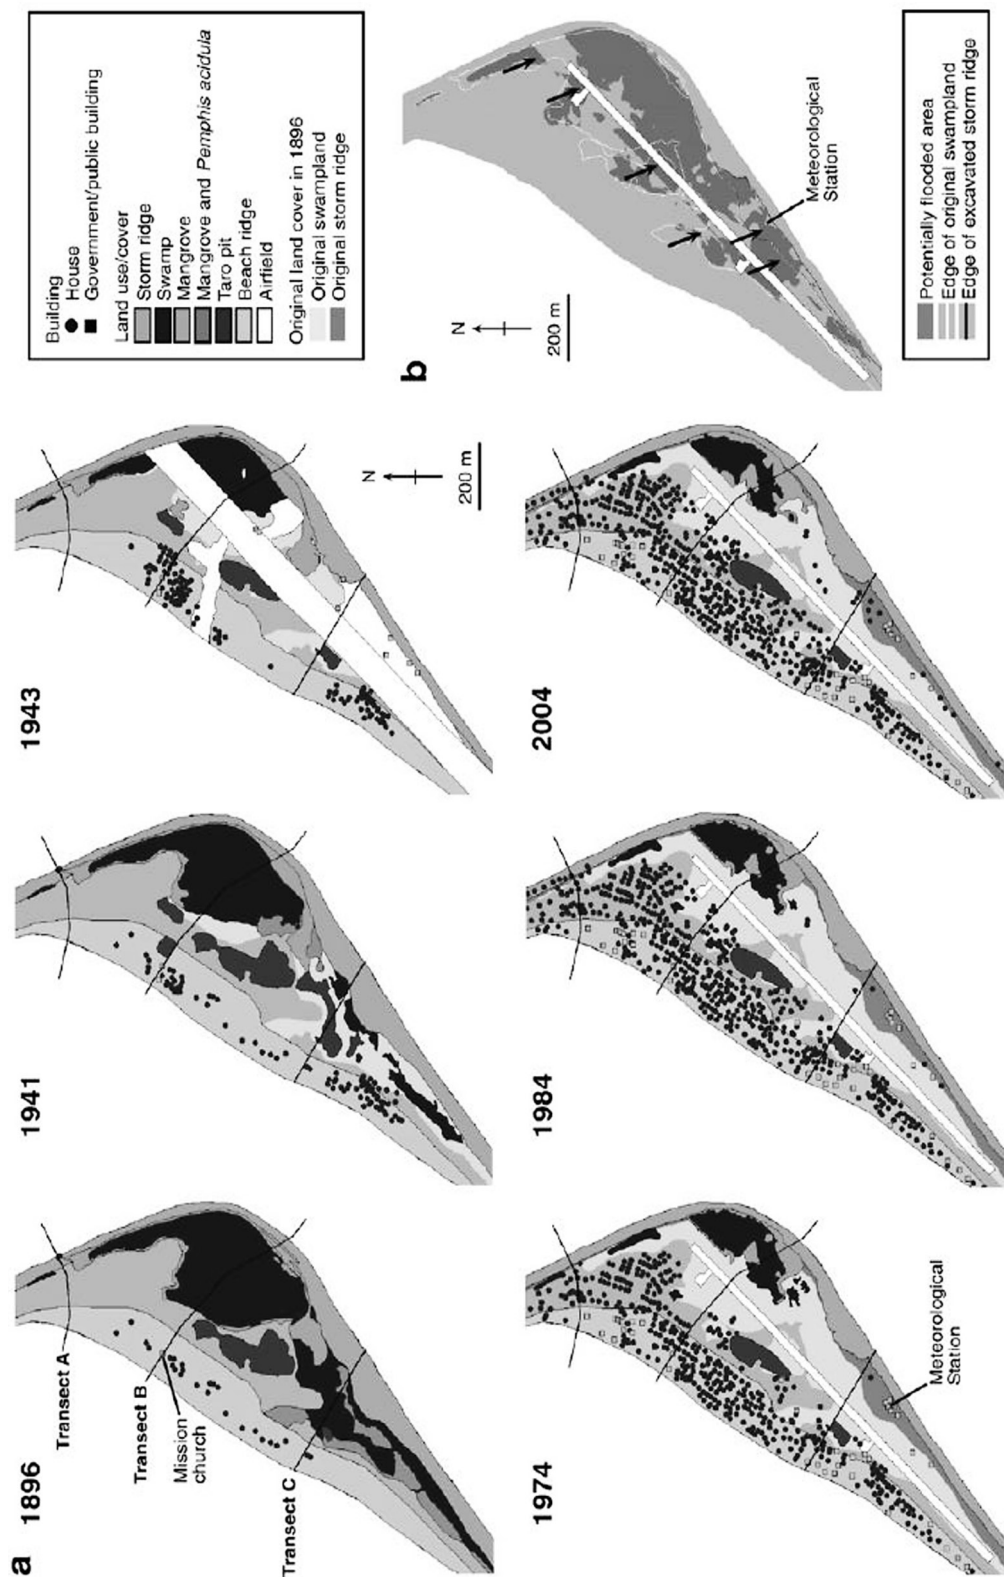 a
1896
Transect A
Transect B
Mission
church
Transect C
1941
1943
N
200 m
Building
House
Government/public building
Land use/cover
Storm ridge
Swamp
Mangrove
Mangrove and Pemphis acidula
Taro pit
Beach ridge
Airfield
Original land cover in 1896
Original swampland
Original storm ridge
1974
Meteorological
Station
1984
2004
b
N
200 m
Meteorological
Station
Potentially flooded area
Edge of original swampland
Edge of excavated storm ridge